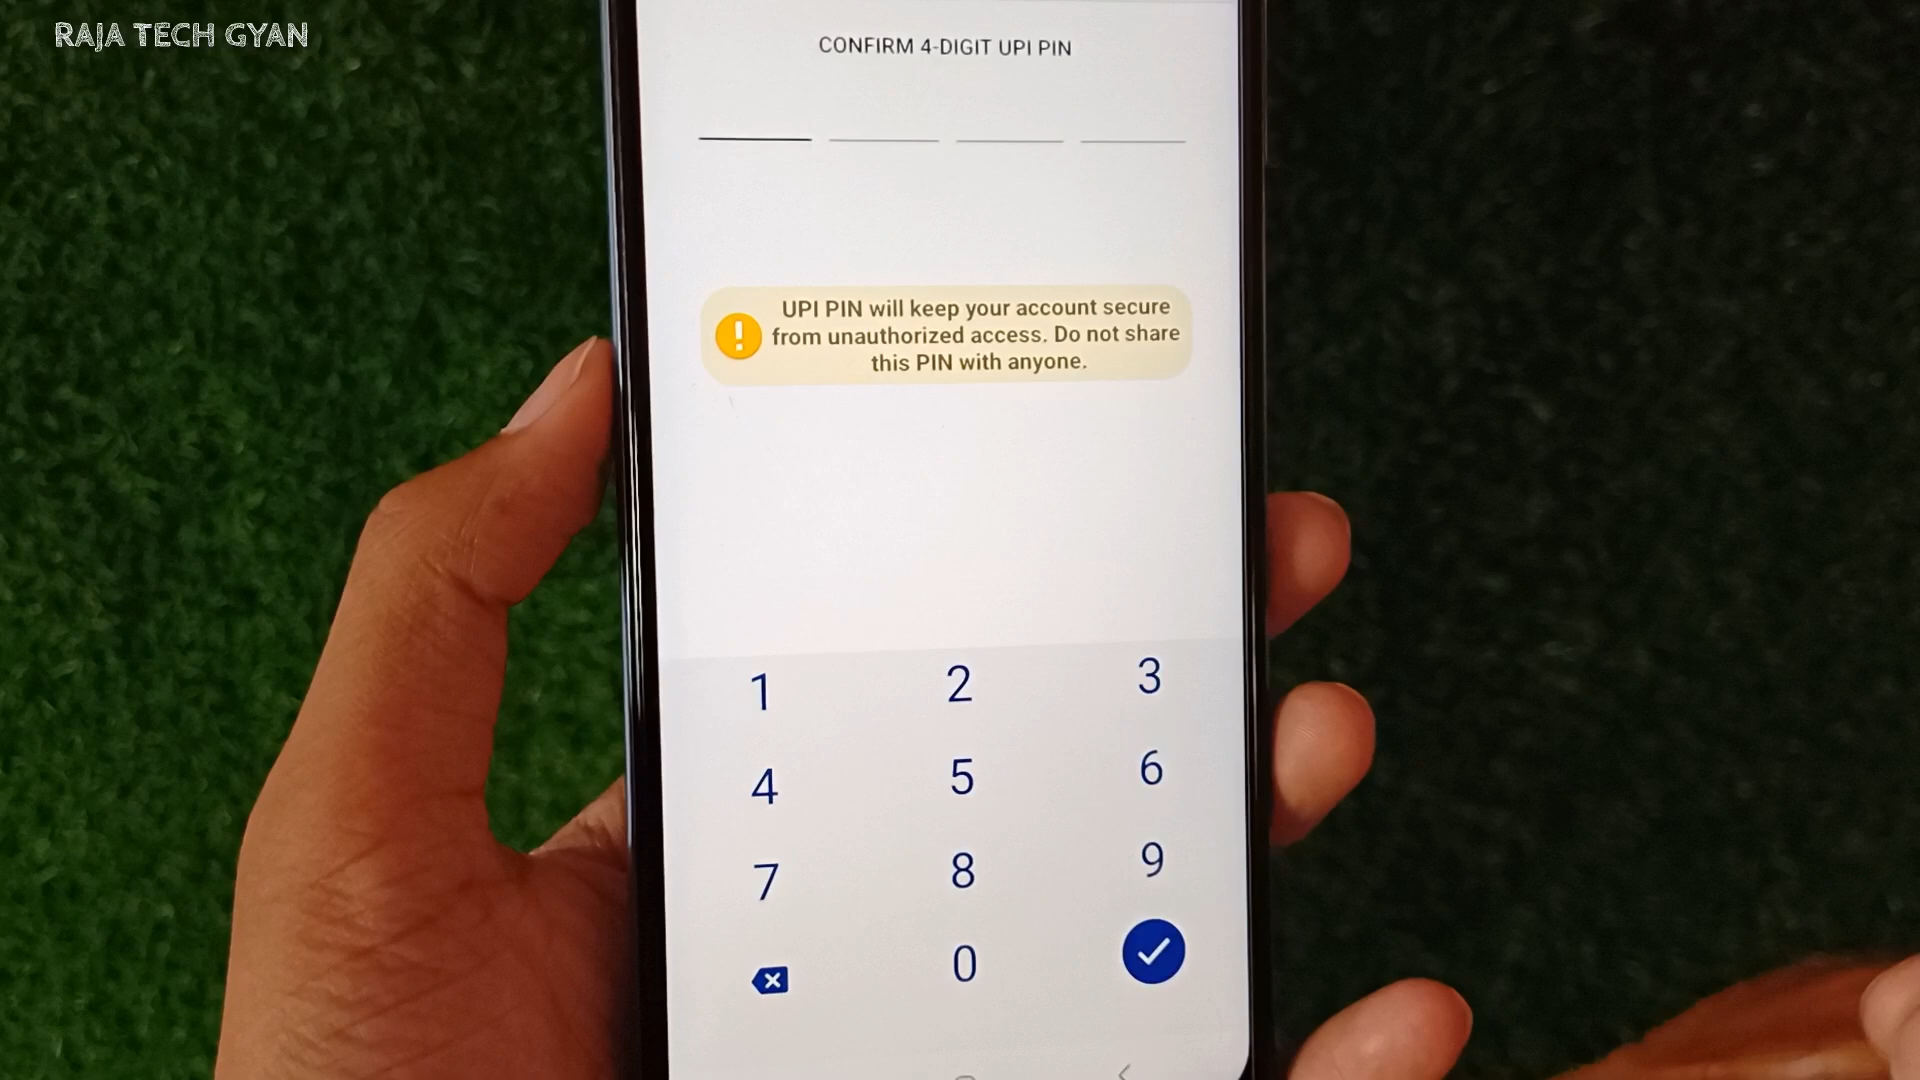 RAJA TECH GYAN
CONFIRM 4-DIGIT UPI PIN
UPI PIN will keep your account secure
from unauthorized access. Do not share
this PIN with anyone.
1 2 3
4 5 6
7 8 9
0